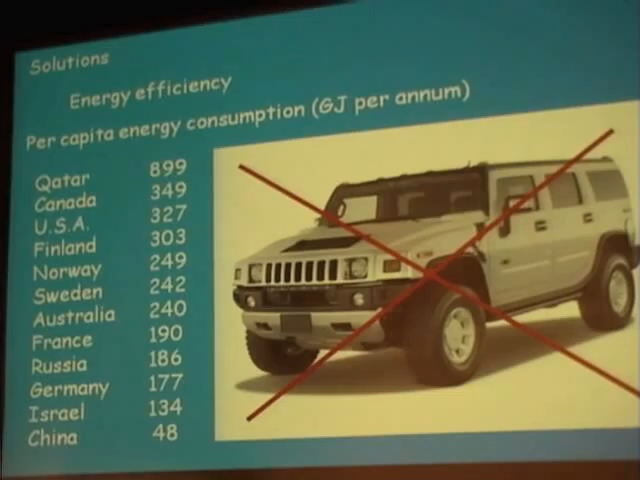 Solutions
Energy efficiency
Per capita energy consumption (GJ per annum)
Qatar 899
Canada 349
U.S.A. 327
Finland 303
Norway 249
Sweden 242
Australia 240
France 190
Russia 186
Germany 177
Israel 134
China 48